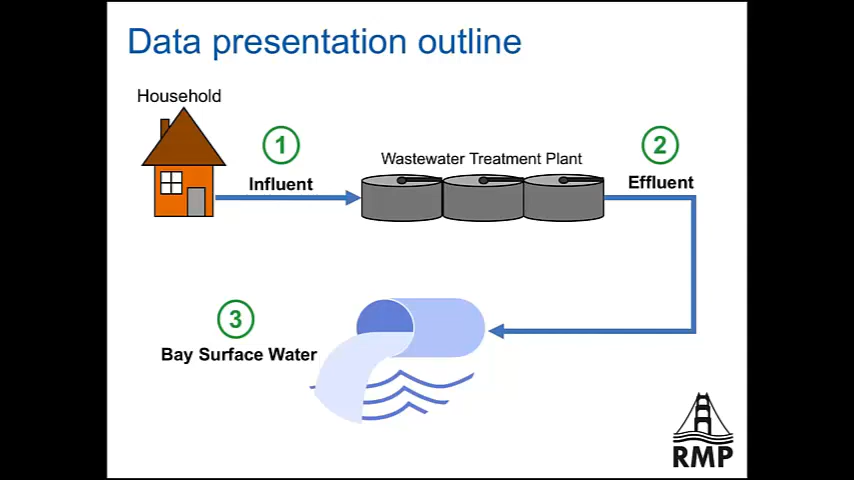 Data presentation outline
Household
1
Influent
Wastewater Treatment Plant
2
Effluent
3
Bay Surface Water
RMP